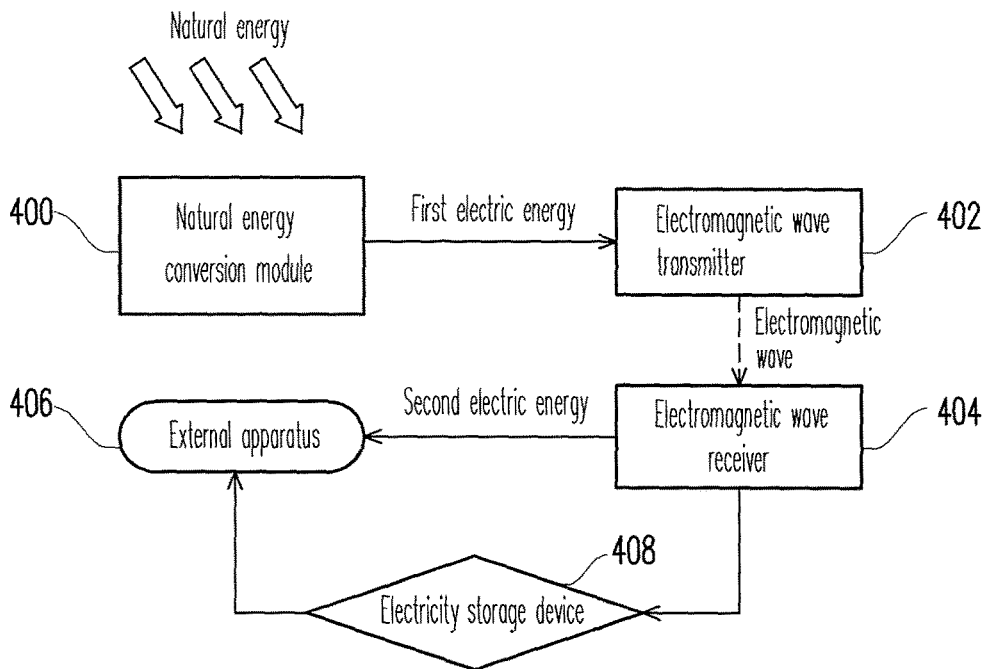 Natural energy
400
Natural energy
conversion module
First electric energy
Electromagnetic wave
transmitter
402
Electromagnetic
wave
406
External apparatus
Second electric energy
Electromagnetic wave
receiver
404
408
Electricity storage device